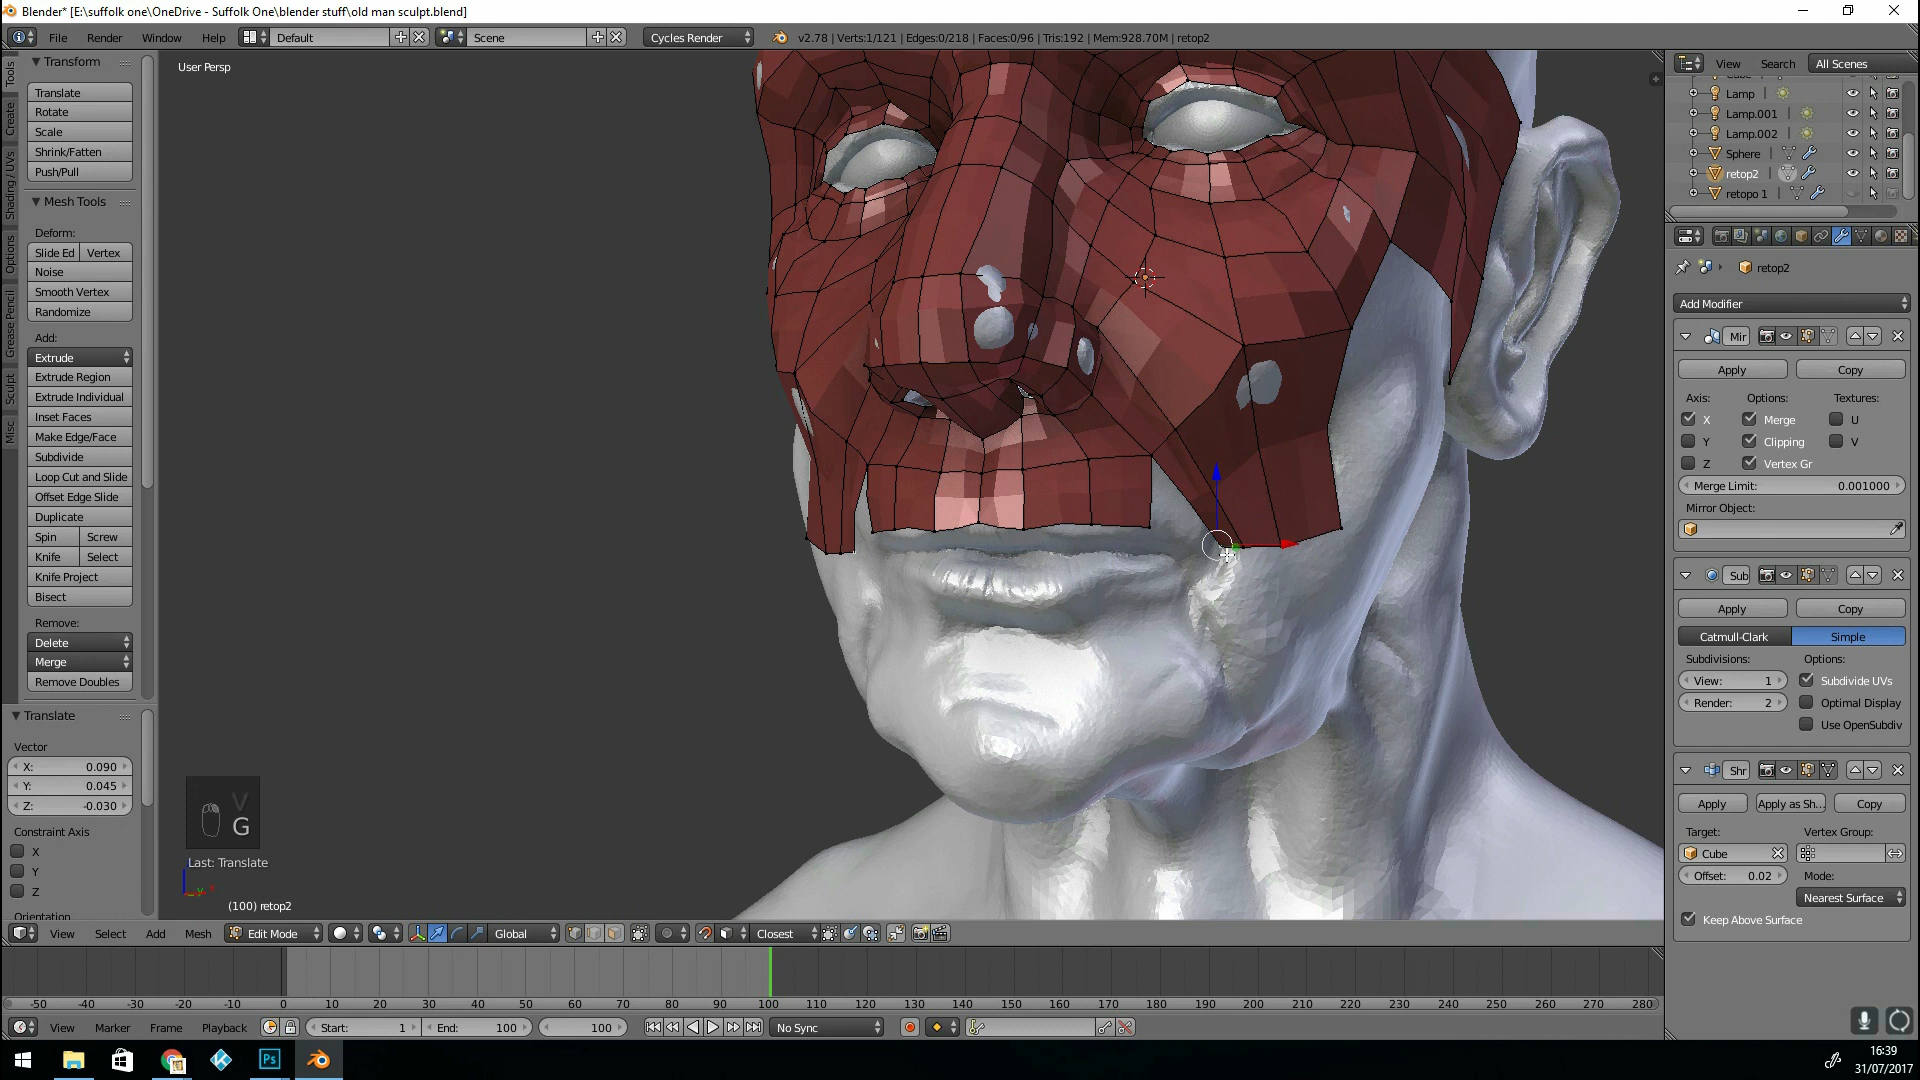 Blender* [E:\suffolk one\OneDrive - Suffolk One\blender stuff\old man sculpt.blend]
File Render Window Help Default Scene Cycles Render v2.78 | Verts:1/121 | Edges:0/218 | Faces:0/96 | Tris:192 | Mem:928.70M | retop2
Tools
Create
Shading / UVs
Options
Grease Pencil
Sculpt
Misc
Transform
Translate
Rotate
Scale
Shrink/Fatten
Push/Pull
Mesh Tools
Deform:
Slide Ed Vertex
Noise
Smooth Vertex
Randomize
Add:
Extrude
Extrude Region
Extrude Individual
Inset Faces
Make Edge/Face
Subdivide
Loop Cut and Slide
Offset Edge Slide
Duplicate
Spin Screw
Knife Select
Knife Project
Bisect
Remove:
Delete
Merge
Remove Doubles
Translate
Vector
X: 0.090
Y: 0.045
Z: -0.030
Constraint Axis
X
Y
Z
Orientation
User Persp
V
G
Last: Translate
(100) retop2
View Search All Scenes
Lamp
Lamp.001
Lamp.002
Sphere
retop2
retopo 1
retop2
Add Modifier
Mir
Apply Copy
Axis: Options: Textures:
X Merge U
Y Clipping V
Z Vertex Gr
Merge Limit: 0.001000
Mirror Object:
Sub
Apply Copy
Catmull-Clark Simple
Subdivisions: Options:
View: 1 Subdivide UVs
Render: 2 Optimal Display
Use OpenSubdiv
Shr
Apply Apply as Sh... Copy
Target: Vertex Group:
Cube
Offset: 0.02 Mode:
Nearest Surface
Keep Above Surface
View Select Add Mesh Edit Mode Global Closest
-50 -40 -30 -20 -10 0 10 20 30 40 50 60 70 80 90 100 110 120 130 140 150 160 170 180 190 200 210 220 230 240 250 260 270 280
View Marker Frame Playback Start: 1 End: 100 100 No Sync
Ps
16:39
31/07/2017